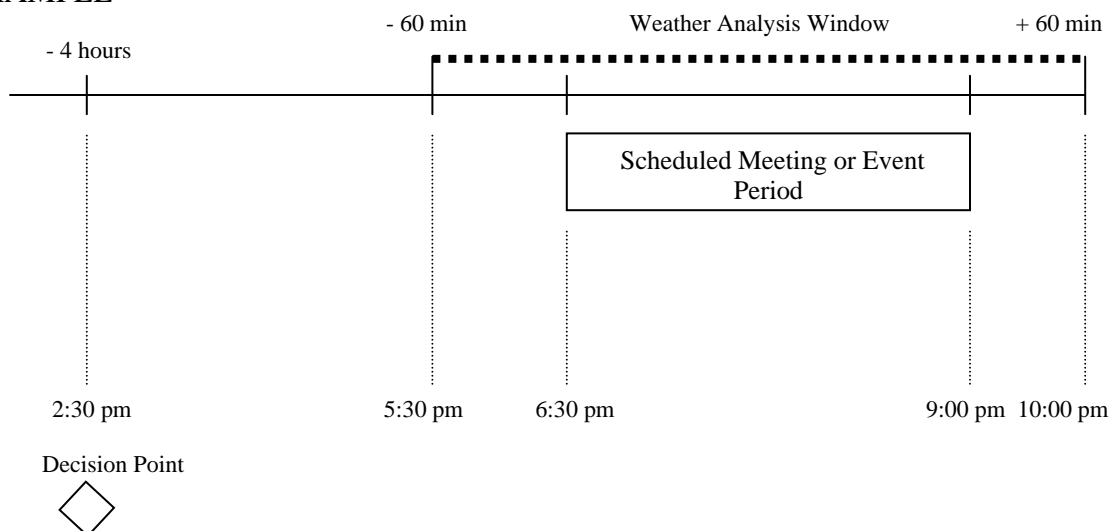 - 60 min Weather Analysis Window + 60 min
- 4 hours
Scheduled Meeting or Event
Period
2:30 pm 5:30 pm 6:30 pm 9:00 pm 10:00 pm
Decision Point